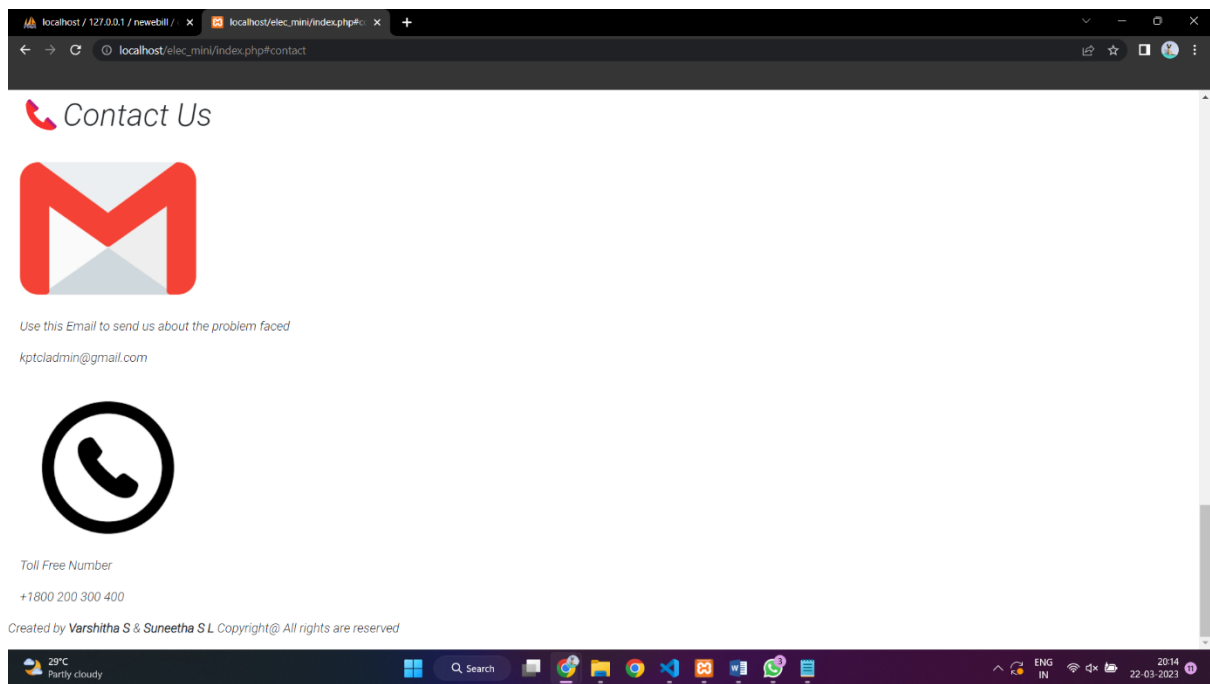 localhost / 127.0.0.1 / newebill /
localhost/elec_mini/index.php#c
localhost/elec_mini/index.php#contact
Contact Us
Use this Email to send us about the problem faced
kptcladmin@gmail.com
Toll Free Number
+1800 200 300 400
Created by Varshitha S & Suneetha S L Copyright@ All rights are reserved
29°C
Partly cloudy
Search
3
ENG
IN
20:14
22-03-2023
11